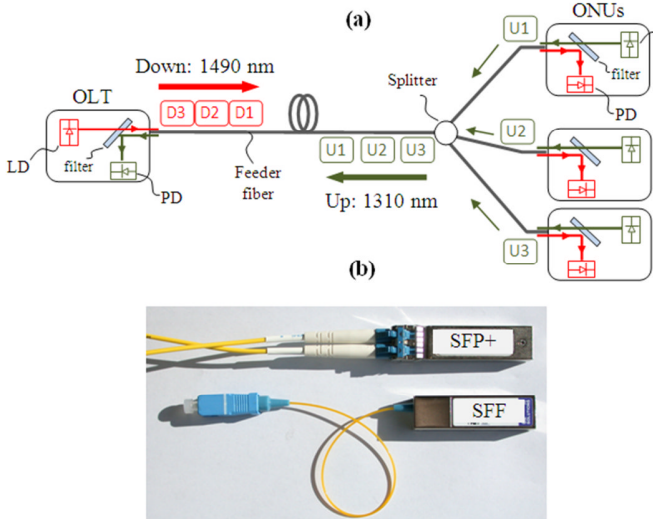 (a)
ONUs
U1
Down: 1490 nm
OLT
Splitter
filter
PD
D3 D2 D1
U2
LD
filter
U1 U2 U3
Feeder
fiber
PD
Up: 1310 nm
U3
(b)
SFP+
SFF